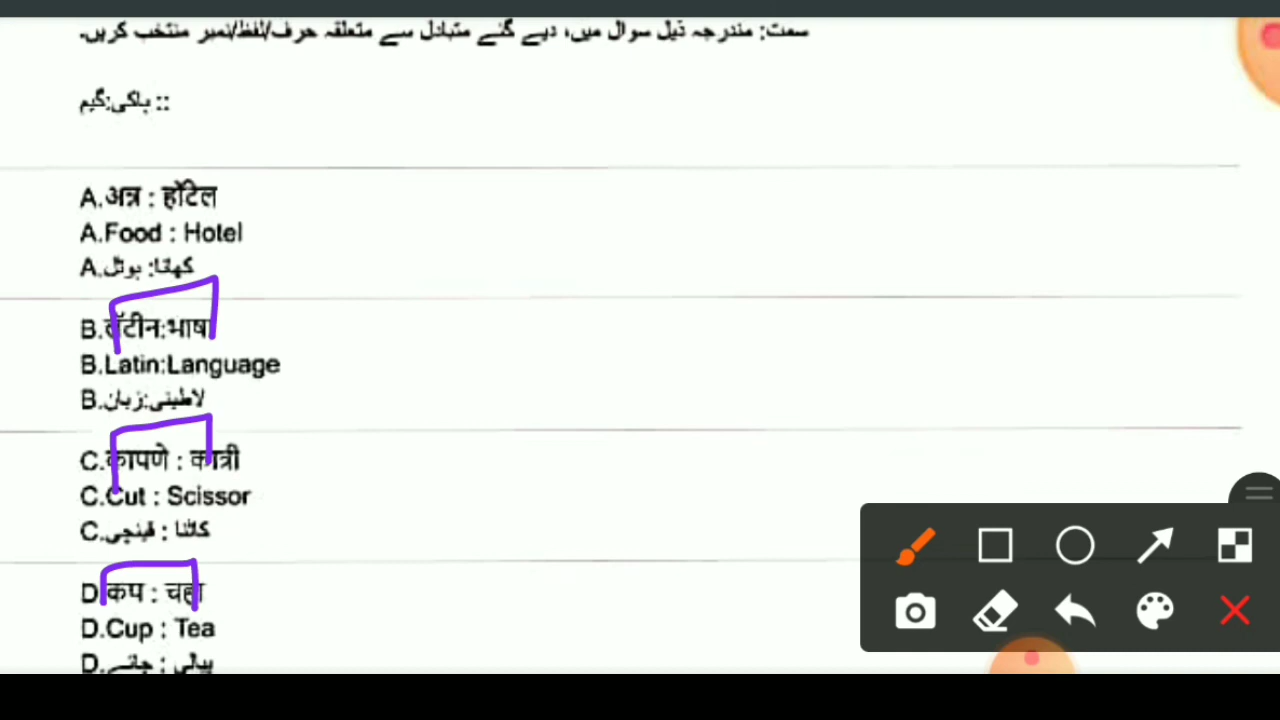 سمت: مندرجہ ذیل سوال میں، دیے گئے متبادل سے متعلقہ حرف/لفظ/نمبر منتخب کریں۔
:: ہاکی:گیم
A.अन्न : हॉटेल
A.Food : Hotel
A.کھانا: ہوٹل
B.लॅटीन:भाषा
B.Latin:Language
B.لاطینی:زبان
C.कापणे : कात्री
C.Cut : Scissor
C.کاٹنا : قینچی
D.कप : चहा
D.Cup : Tea
D.پیالی : چائے